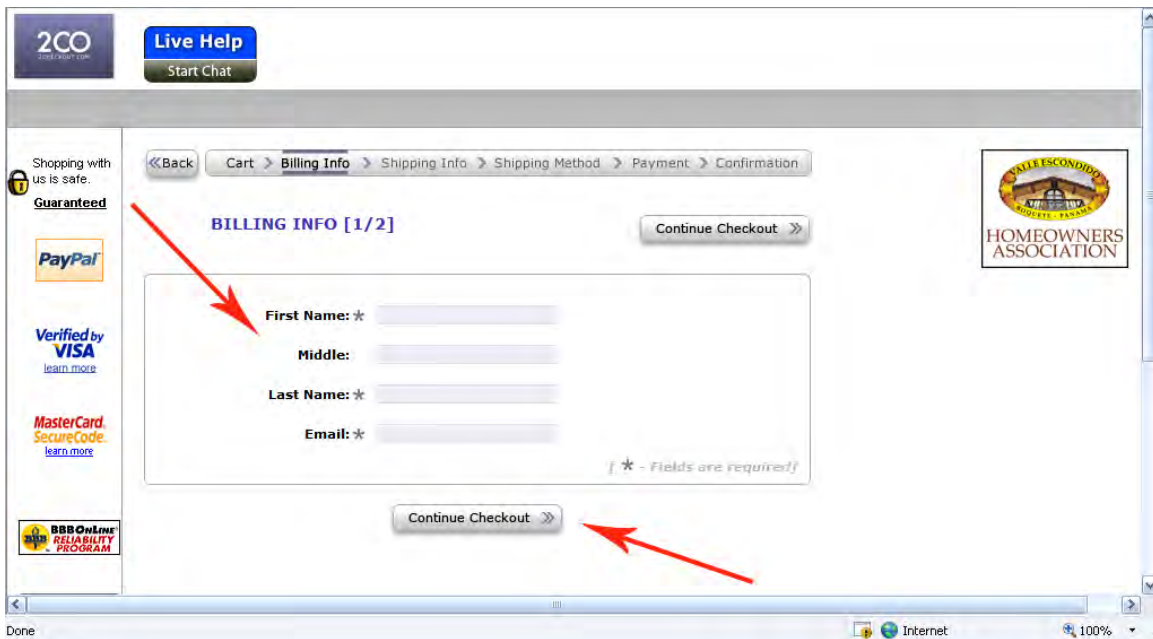 2CO
2CHECKOUT.COM
Live Help
Start Chat
Shopping with
us is safe.
Guaranteed
PayPal
Verified by
VISA
learn more
MasterCard.
SecureCode.
learn more
BBB
BBBOnLine
RELIABILITY
PROGRAM
Back Cart Billing Info Shipping Info Shipping Method Payment Confirmation
BILLING INFO [1/2]
Continue Checkout
First Name: *
Middle:
Last Name: *
Email: *
[ * - Fields are required]
Continue Checkout
VALLE ESCONDIDO
BOQUETE - PANAMA
HOMEOWNERS
ASSOCIATION
Done Internet 100%